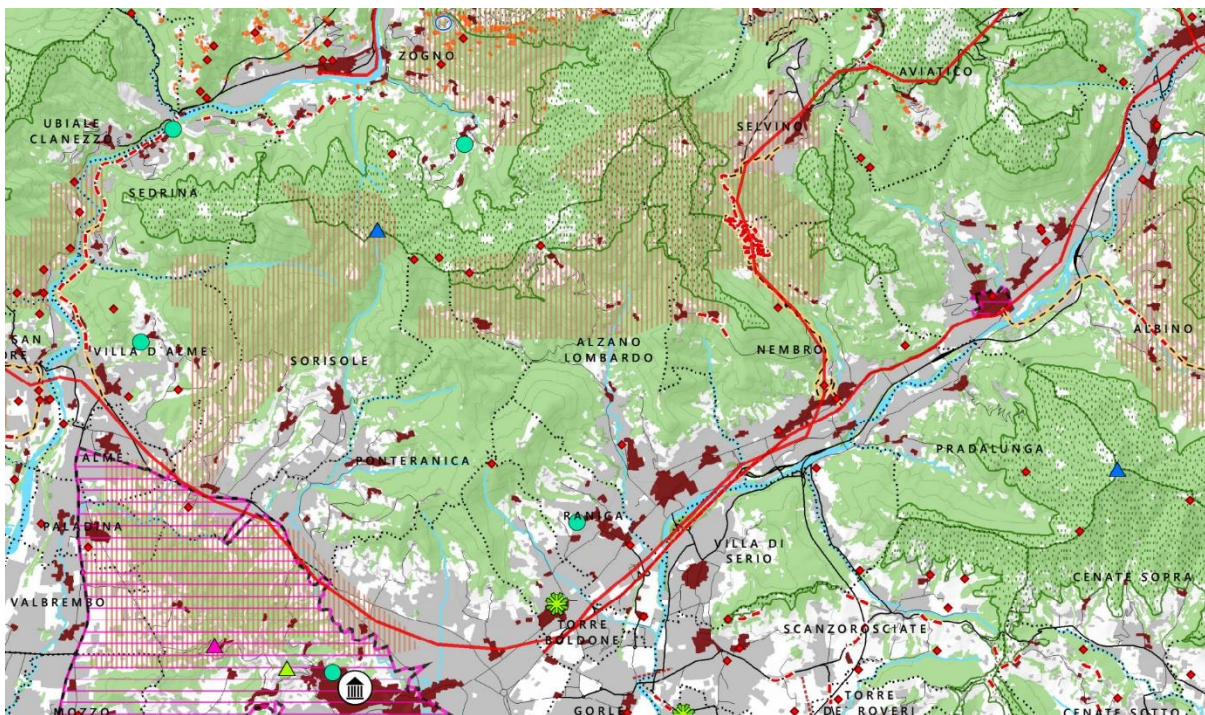 ZOGNO
AVIATICO
UBIALE
CLANEZZO
SELVINO
SEDRINA
SAN
ORE
VILLA D'ALME
SORISOLE
ALZANO
LOMBARDO
NEMBRO
ALBINO
ALME
PONTERANICA
PRADALUNGA
PALADINA
RANICA
VILLA DI
SERIO
CENATE SOPRA
VALBREMBO
TORRE
BOLDONE
SCANZOROSCIATE
MOZZO
GORLE
TORRE
DE' ROVERI
CENATE SOTTO